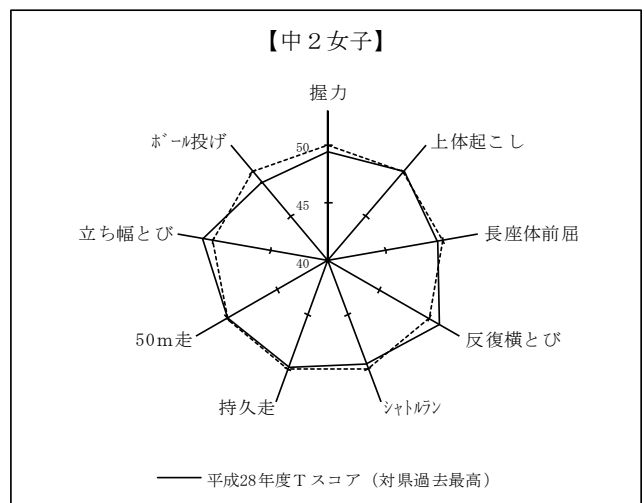 【中２女子】
握力
ﾎﾞｰﾙ投げ
上体起こし
50
立ち幅とび
45
長座体前屈
40
50ｍ走
反復横とび
持久走
ｼｬﾄﾙﾗﾝ
平成28年度Ｔスコア（対県過去最高）